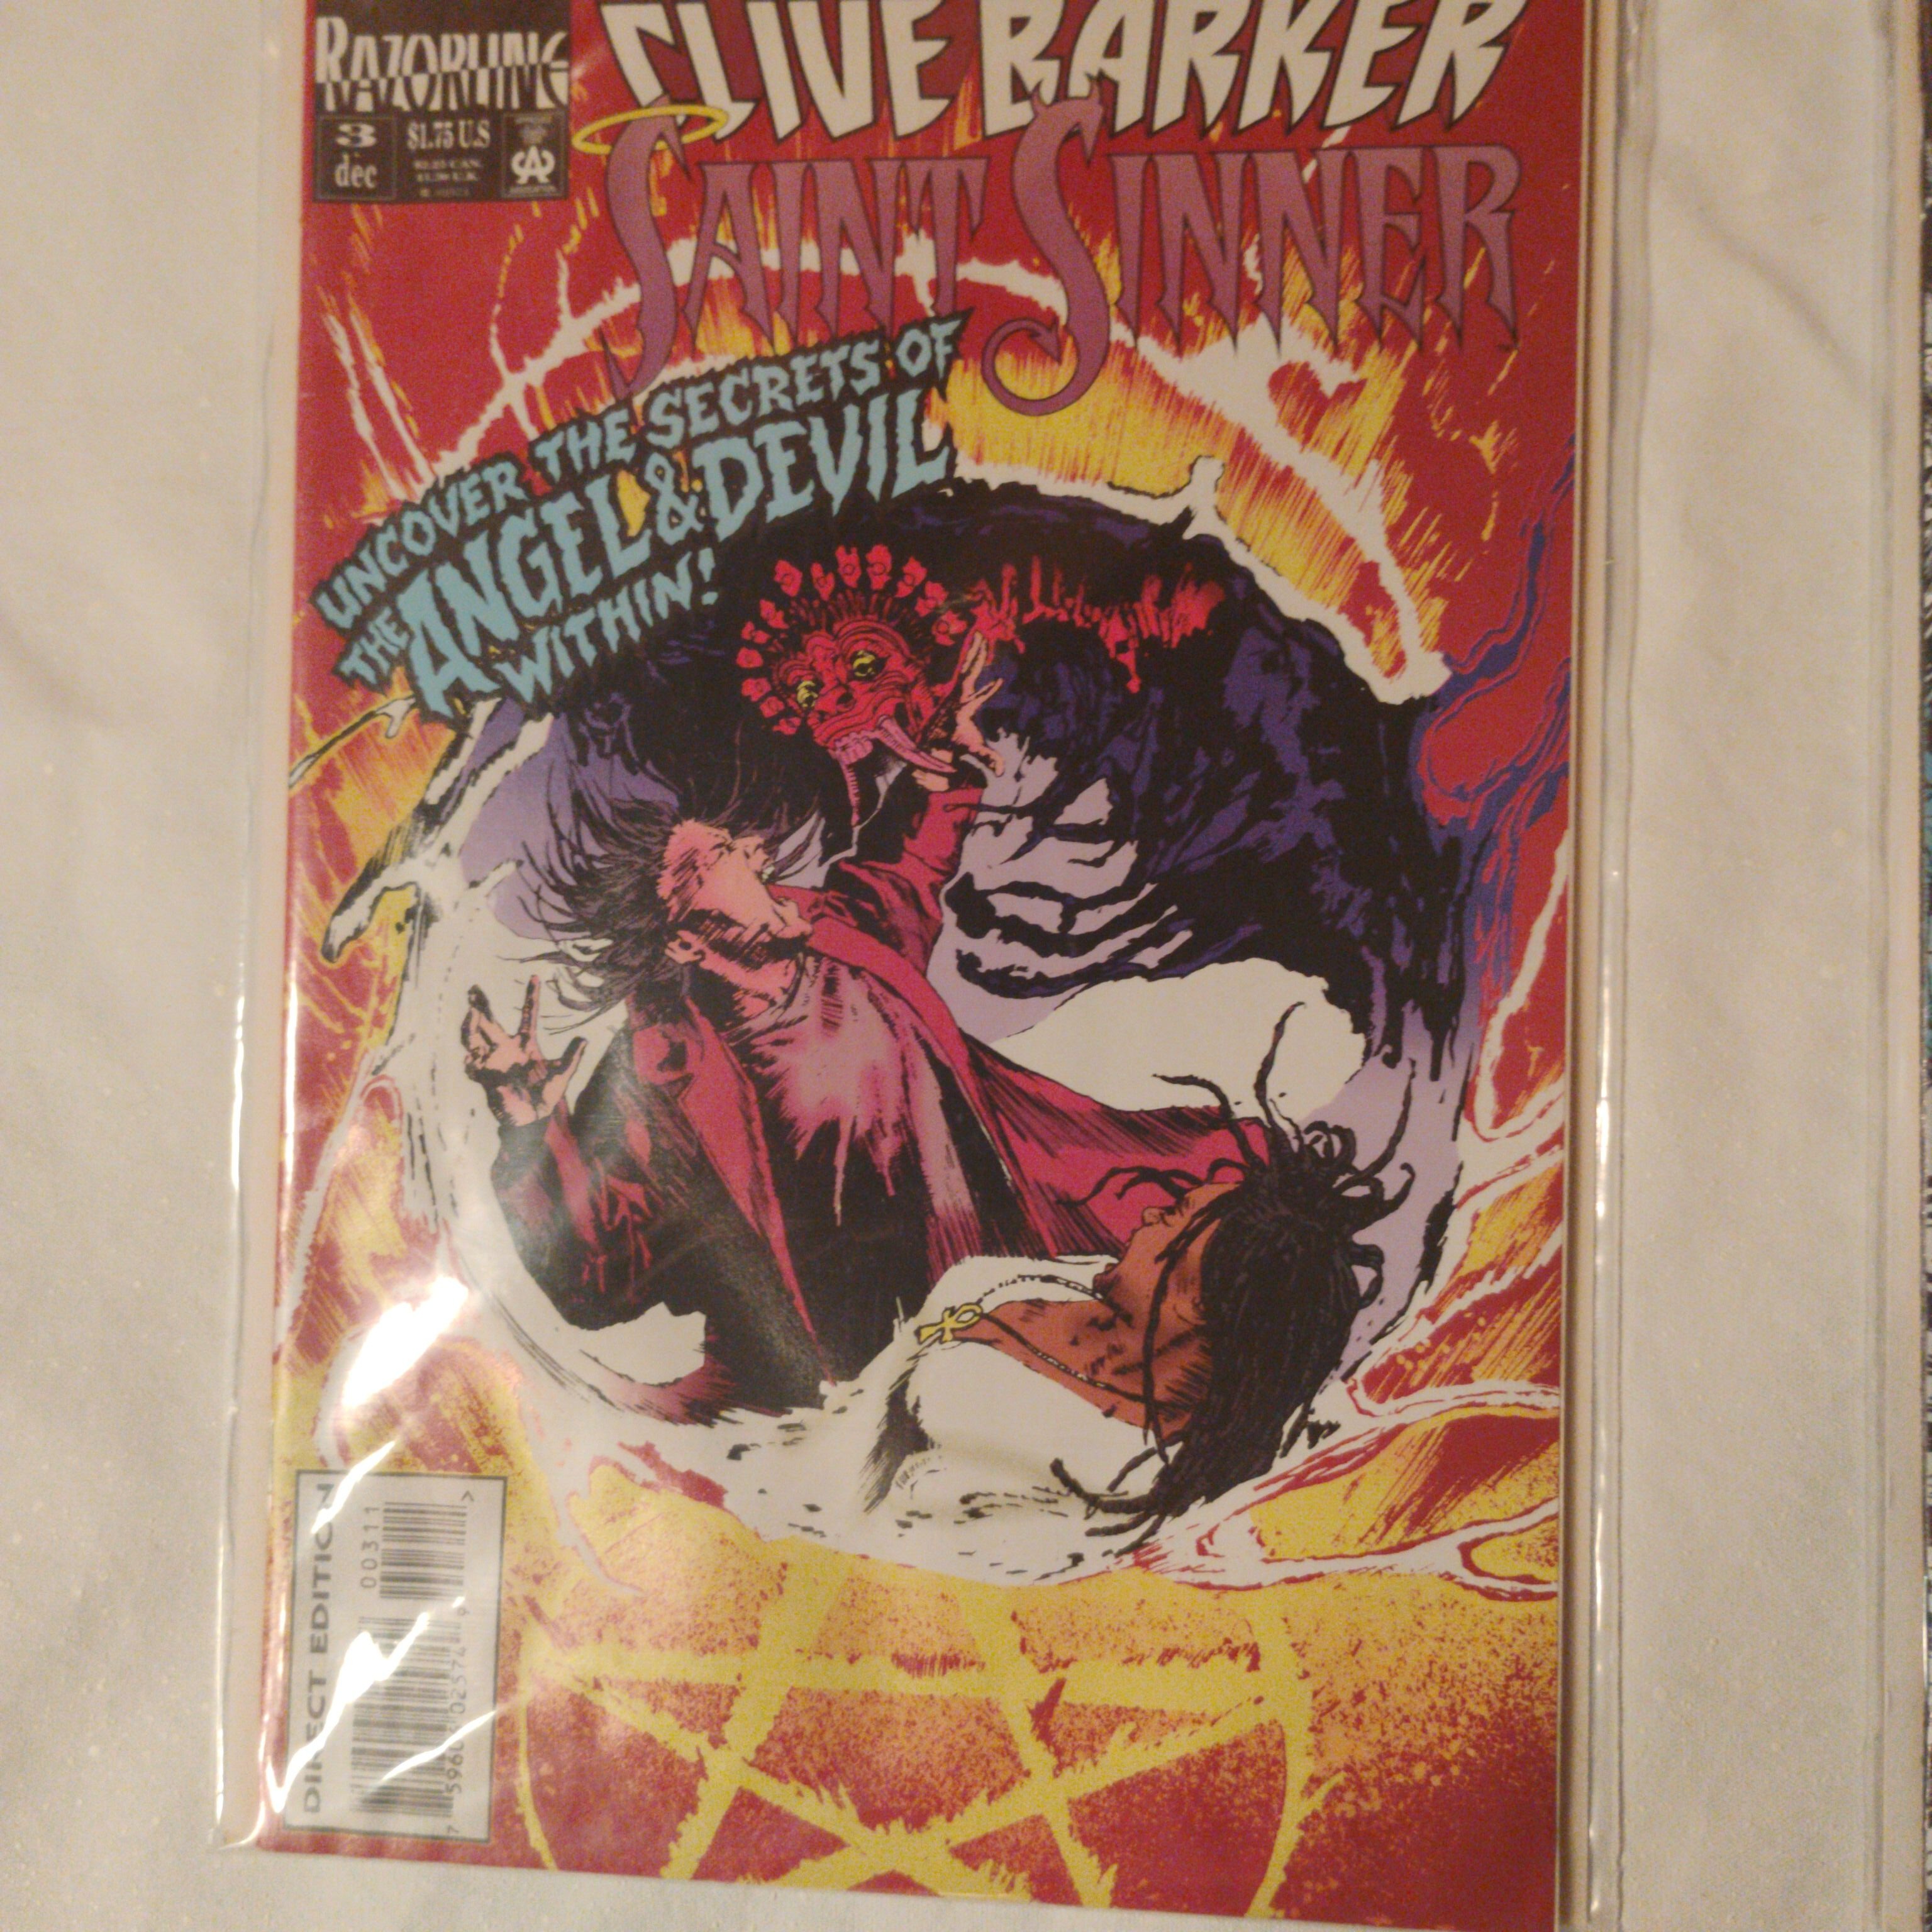 RAZORLINE
CLIVE BARKER
3
dec
$1.75 U.S
SAINT SINNER
UNCOVER THE SECRETS OF
THE ANGEL & DEVIL
WITHIN!
DIRECT EDITION
00311